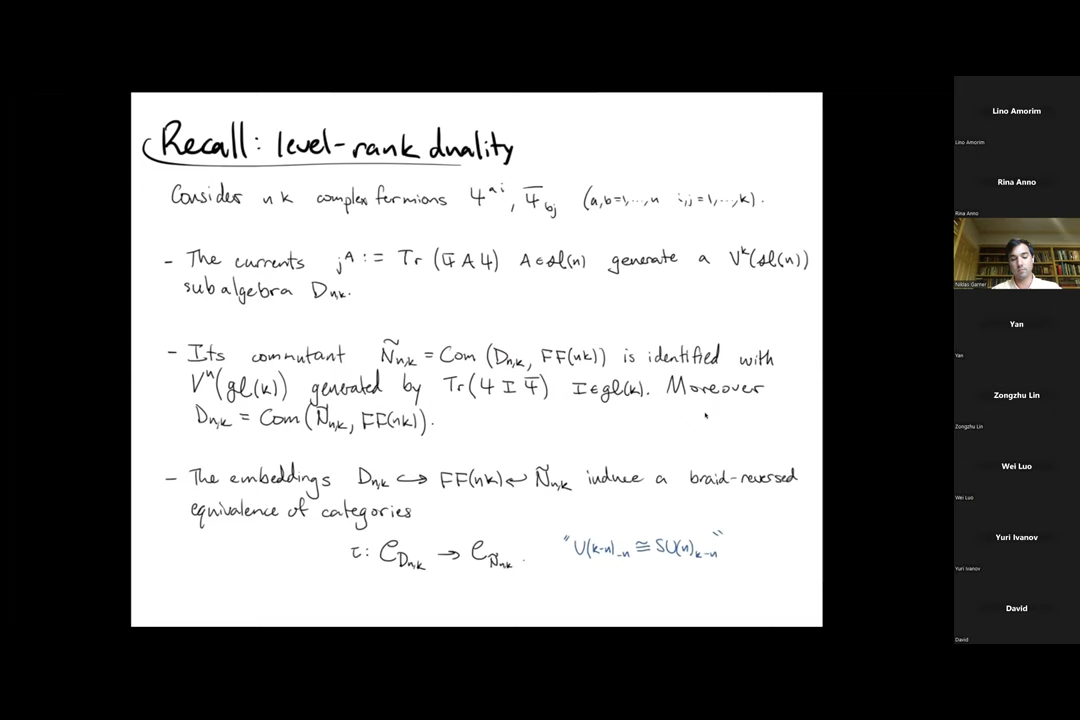 Recall: level-rank duality
Consider nk complex fermions ψ^{ai}, ψ̄_{bj} (a,b=1,...,n i,j=1,...,k).
- The currents j^A := Tr(ψ̄ A ψ) A∈sl(n) generate a V^k(sl(n))
subalgebra D_{n,k}.
- Its commutant Ñ_{n,k} = Com(D_{n,k}, FF(nk)) is identified with
V^n(gl(k)) generated by Tr(ψ I ψ̄) I∈gl(k). Moreover
D_{n,k} = Com(Ñ_{n,k}, FF(nk)).
- The embeddings D_{n,k} ↪ FF(nk) ↩ Ñ_{n,k} induce a braid-reversed
equivalence of categories
τ: C_{D_{n,k}} → C_{Ñ_{n,k}}. "U(k-n)_{-n} ≅ SU(n)_{k-n}"
Lino Amorim
Lino Amorim
Rina Anno
Rina Anno
Niklas Garner
Yan
Yan
Zongzhu Lin
Zongzhu Lin
Wei Luo
Wei Luo
Yuri Ivanov
Yuri Ivanov
David
David